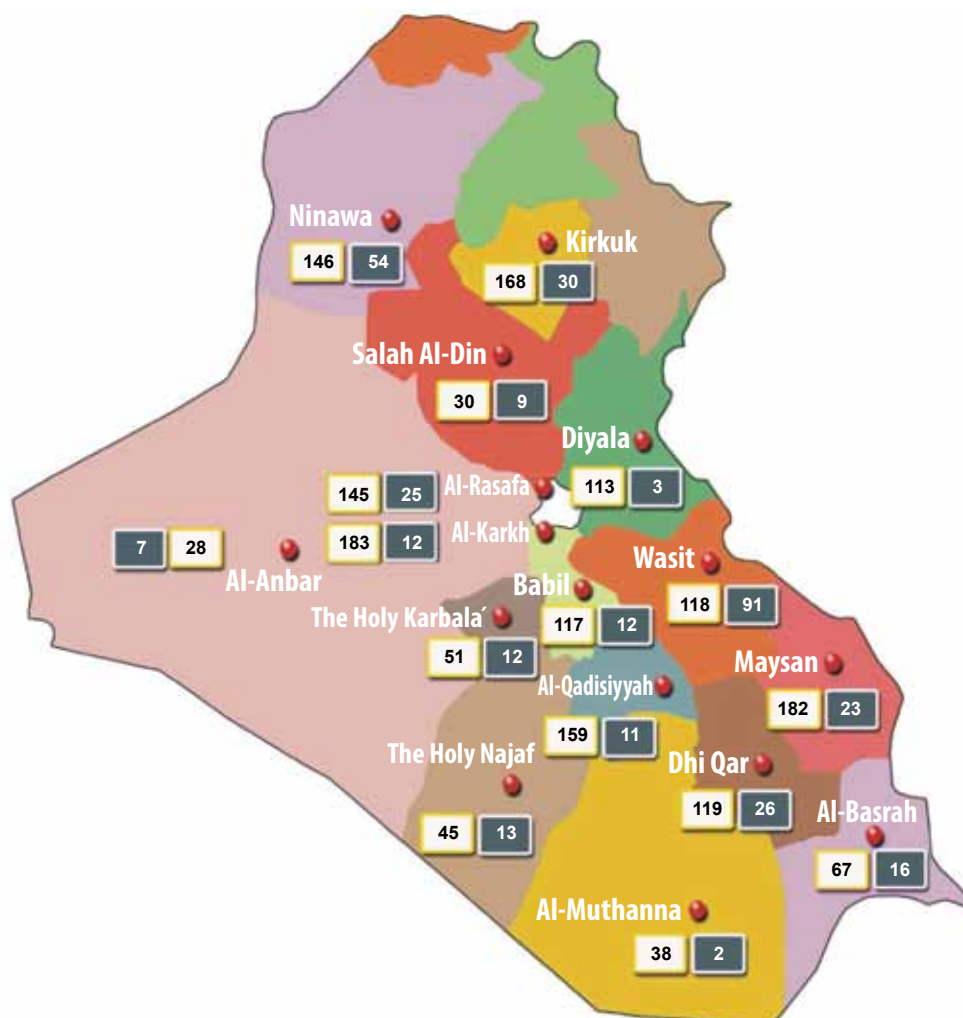 Ninawa
146 54
Kirkuk
168 30
Salah Al-Din
30 9
Diyala
113 3
145 25 Al-Rasafa
183 12 Al-Karkh
7 28
Al-Anbar
Wasit
118 91
Babil
117 12
The Holy Karbala´
51 12
Maysan
182 23
Al-Qadisiyyah
159 11
The Holy Najaf
45 13
Dhi Qar
119 26
Al-Basrah
67 16
Al-Muthanna
38 2